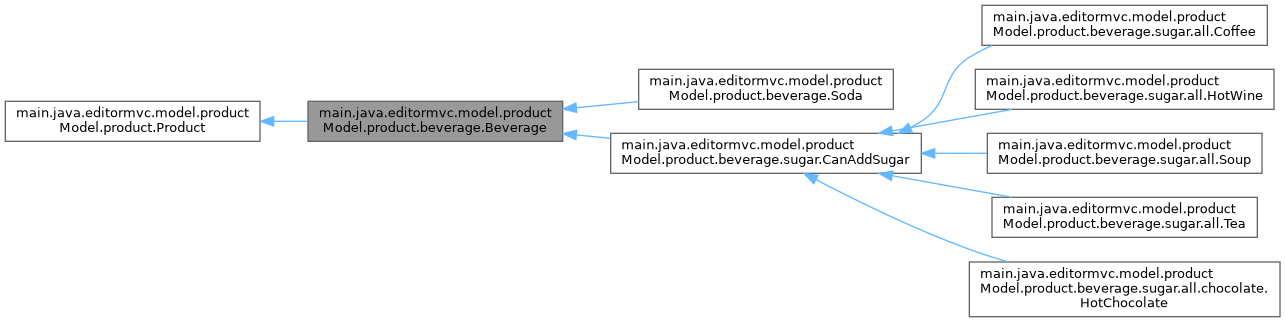 main.java.editormvc.model.product
Model.product.Product
main.java.editormvc.model.product
Model.product.beverage.Beverage
main.java.editormvc.model.product
Model.product.beverage.Soda
main.java.editormvc.model.product
Model.product.beverage.sugar.CanAddSugar
main.java.editormvc.model.product
Model.product.beverage.sugar.all.Coffee
main.java.editormvc.model.product
Model.product.beverage.sugar.all.HotWine
main.java.editormvc.model.product
Model.product.beverage.sugar.all.Soup
main.java.editormvc.model.product
Model.product.beverage.sugar.all.Tea
main.java.editormvc.model.product
Model.product.beverage.sugar.all.chocolate.
HotChocolate